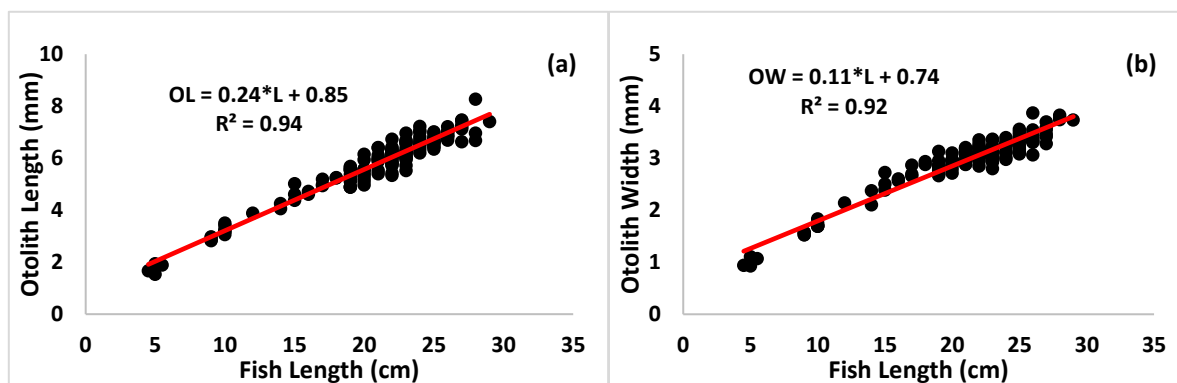 (a)
OL = 0.24*L + 0.85
R² = 0.94
Otolith Length (mm)
10
8
6
4
2
0
0 5 10 15 20 25 30 35
Fish Length (cm)
(b)
OW = 0.11*L + 0.74
R² = 0.92
Otolith Width (mm)
5
4
3
2
1
0
0 5 10 15 20 25 30 35
Fish Length (cm)